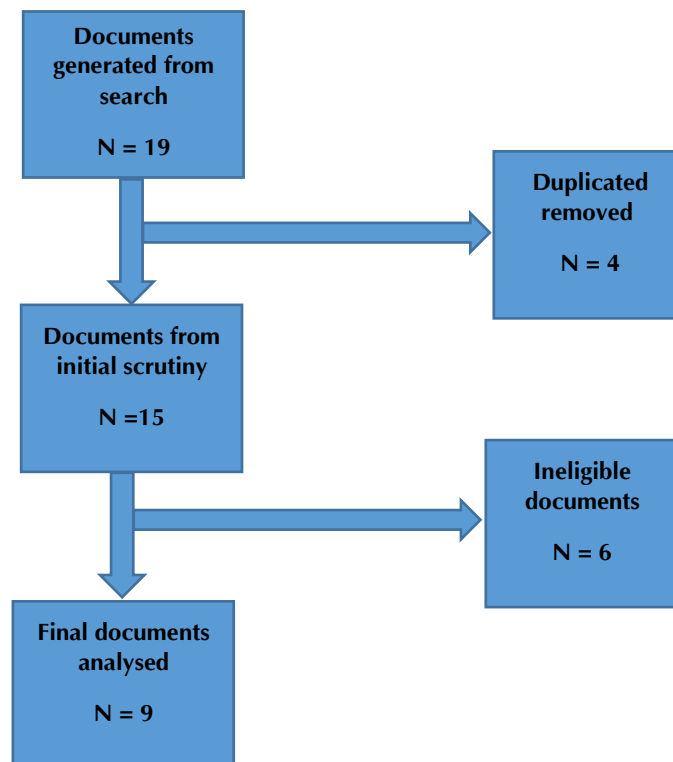 Documents
generated from
search
N = 19
Duplicated
removed
N = 4
Documents from
initial scrutiny
N =15
Ineligible
documents
N = 6
Final documents
analysed
N = 9